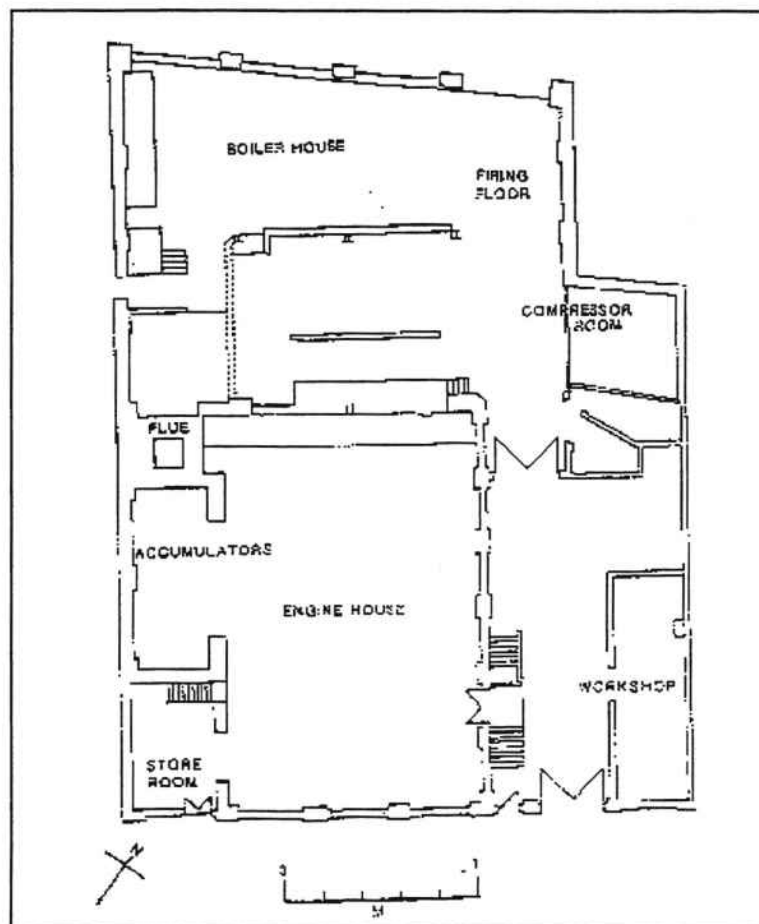 BOILER HOUSE
FIRING
FLOOR
COMPRESSOR
ROOM
FLUE
ACCUMULATORS
ENGINE HOUSE
WORKSHOP
STORE
ROOM
N
M